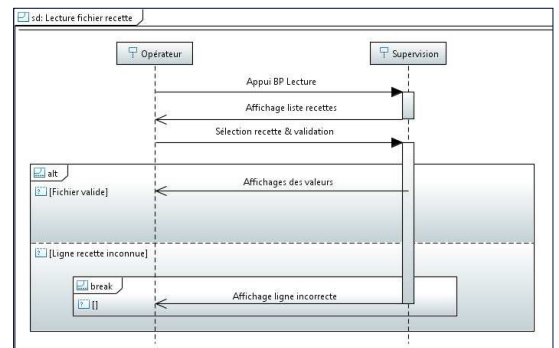 sd: Lecture fichier recette
Opérateur
Supervision
Appui BP Lecture
Affichage liste recettes
Sélection recette & validation
alt
[Fichier valide]
Affichages des valeurs
[Ligne recette inconnue]
break
[]
Affichage ligne incorrecte